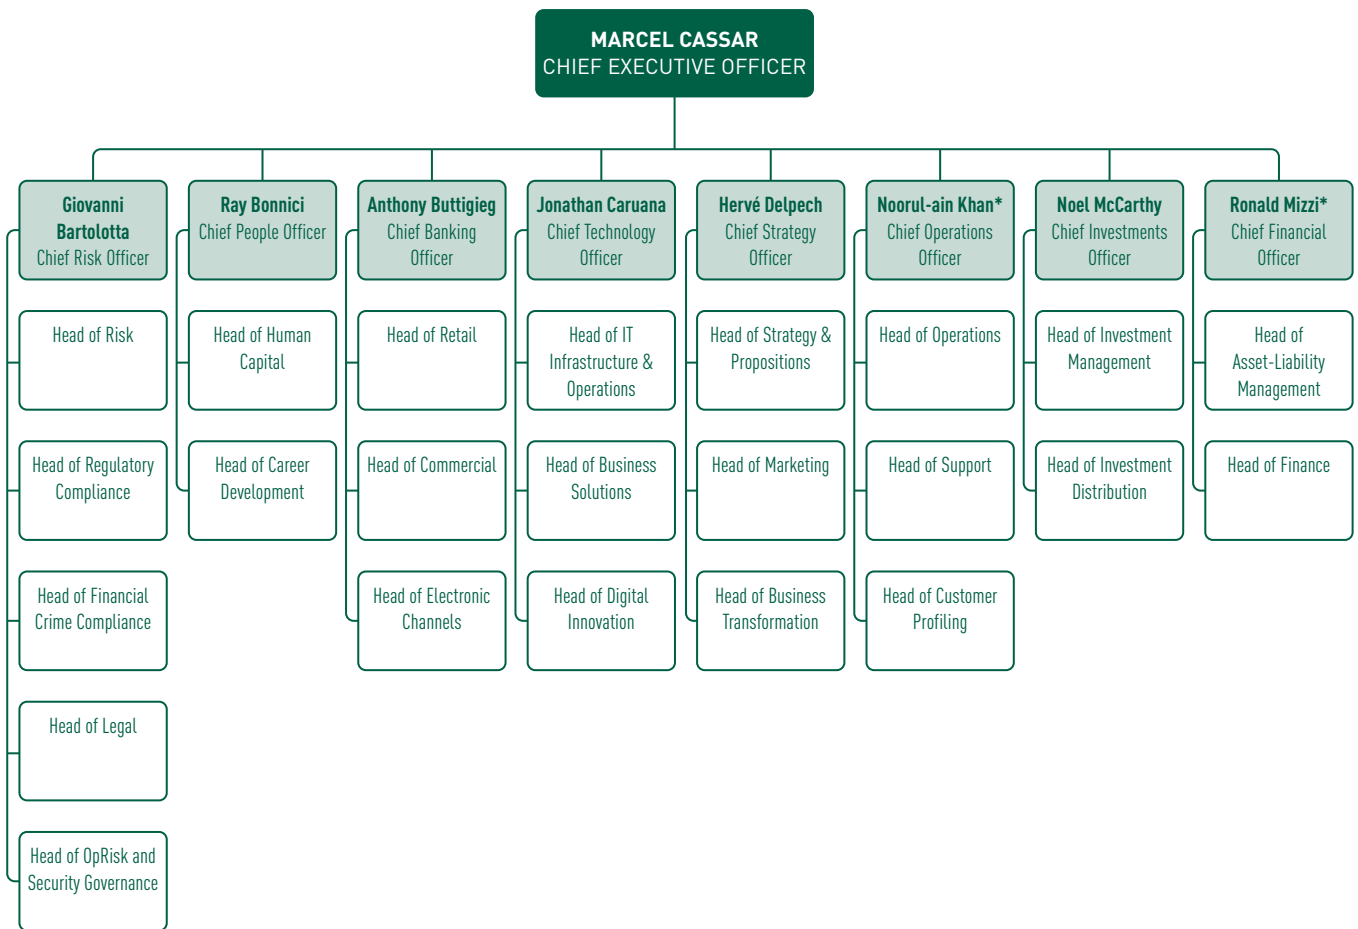 MARCEL CASSAR
CHIEF EXECUTIVE OFFICER
Giovanni
Bartolotta
Chief Risk Officer
Head of Risk
Head of Regulatory
Compliance
Head of Financial
Crime Compliance
Head of Legal
Head of OpRisk and
Security Governance
Ray Bonnici
Chief People Officer
Head of Human
Capital
Head of Career
Development
Anthony Buttigieg
Chief Banking
Officer
Head of Retail
Head of Commercial
Head of Electronic
Channels
Jonathan Caruana
Chief Technology
Officer
Head of IT
Infrastructure &
Operations
Head of Business
Solutions
Head of Digital
Innovation
Hervé Delpech
Chief Strategy
Officer
Head of Strategy &
Propositions
Head of Marketing
Head of Business
Transformation
Noorul-ain Khan*
Chief Operations
Officer
Head of Operations
Head of Support
Head of Customer
Profiling
Noel McCarthy
Chief Investments
Officer
Head of Investment
Management
Head of Investment
Distribution
Ronald Mizzi*
Chief Financial
Officer
Head of
Asset-Liability
Management
Head of Finance